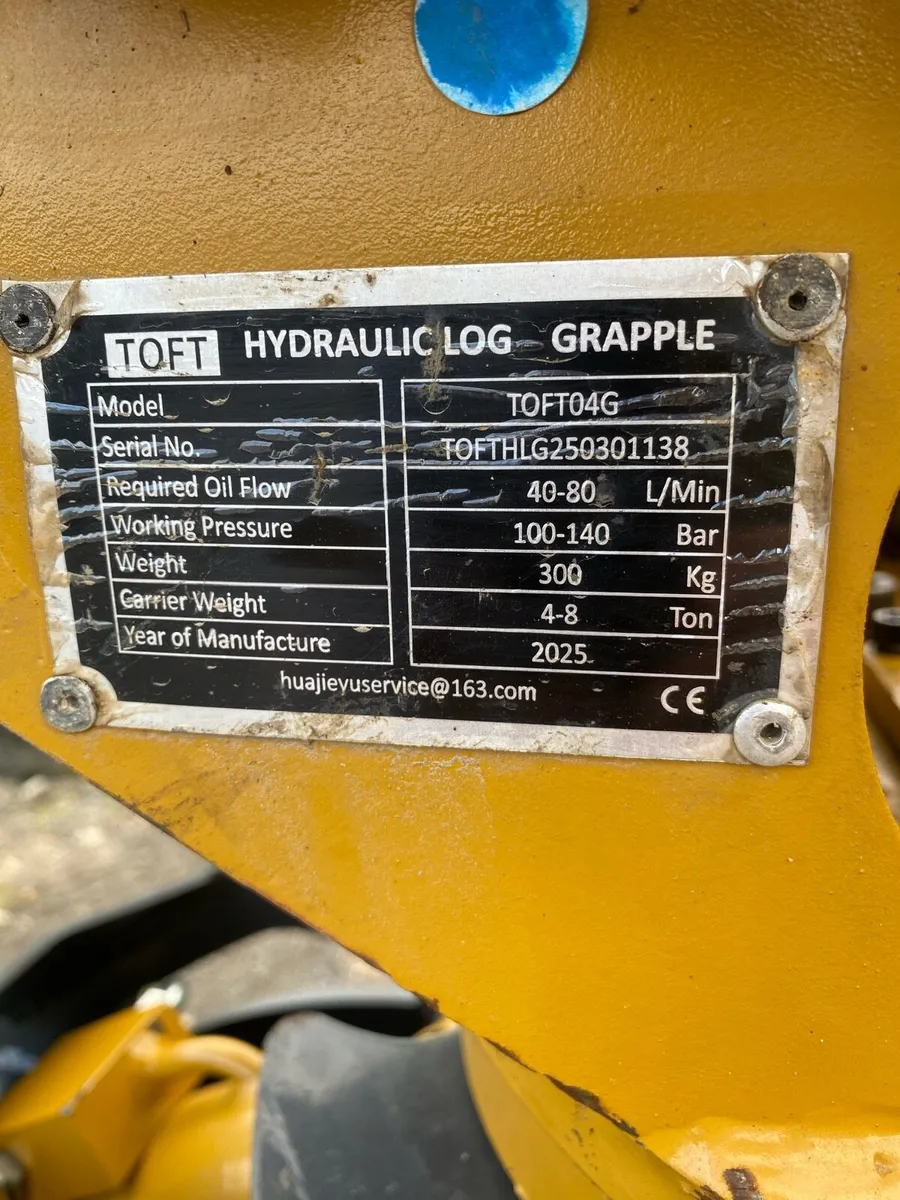 TOFT HYDRAULIC LOG GRAPPLE
Model TOFT04G
Serial No. TOFTHLG250301138
Required Oil Flow 40-80 L/Min
Working Pressure 100-140 Bar
Weight 300 Kg
Carrier Weight 4-8 Ton
Year of Manufacture 2025
huajieyuservice@163.com CE